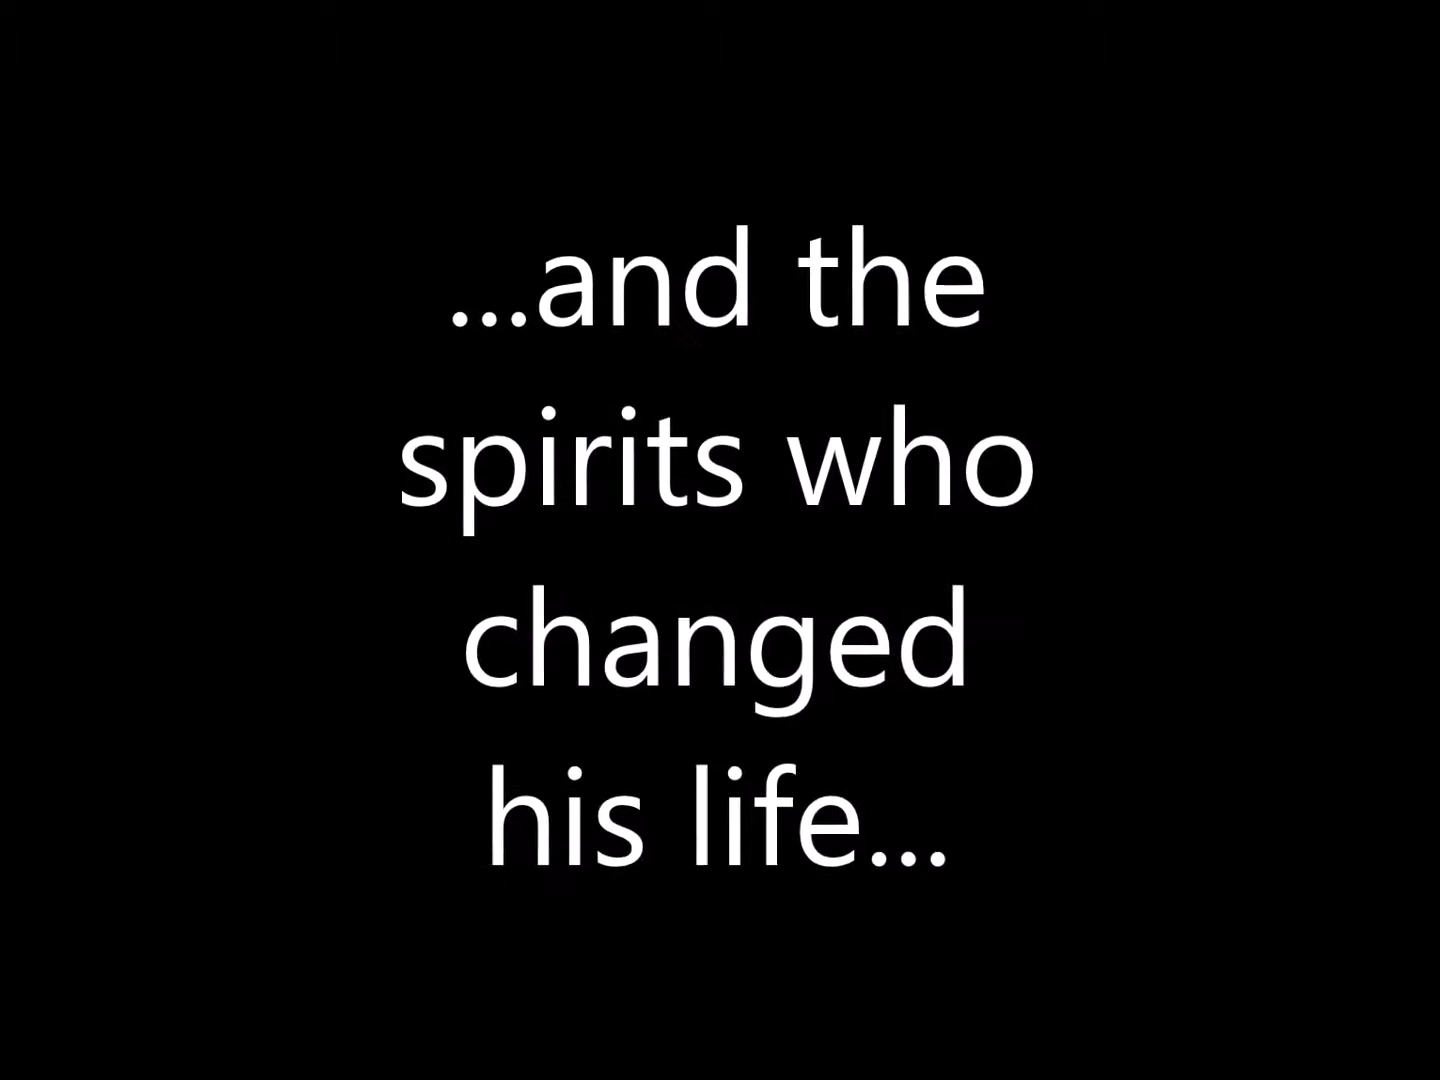 ...and the
spirits who
changed
his life...